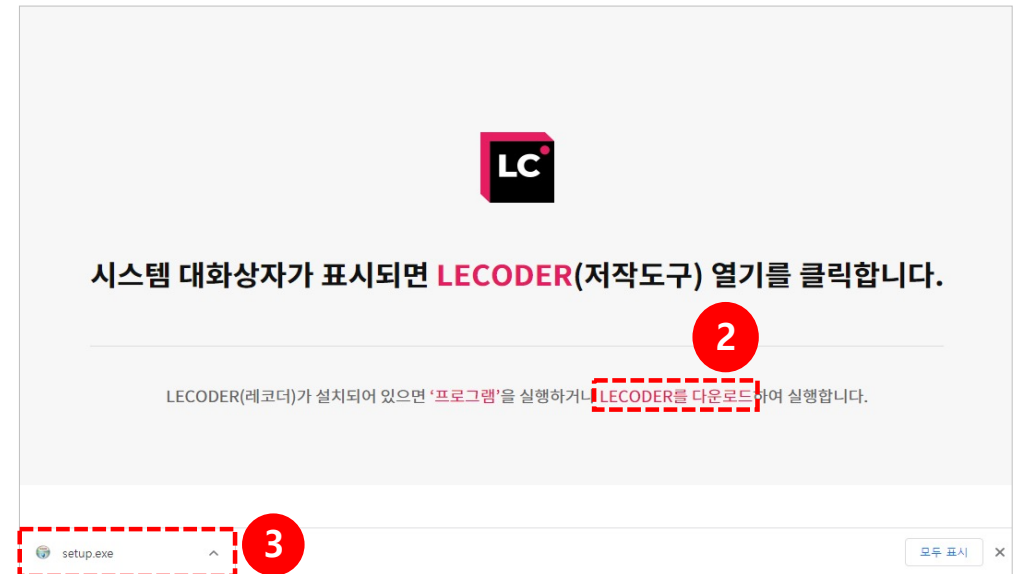 LC
시스템 대화상자가 표시되면 LECODER(저작도구) 열기를 클릭합니다.
2
LECODER(레코더)가 설치되어 있으면 ‘프로그램’을 실행하거나 LECODER를 다운로드하여 실행합니다.
setup.exe
3
모두 표시